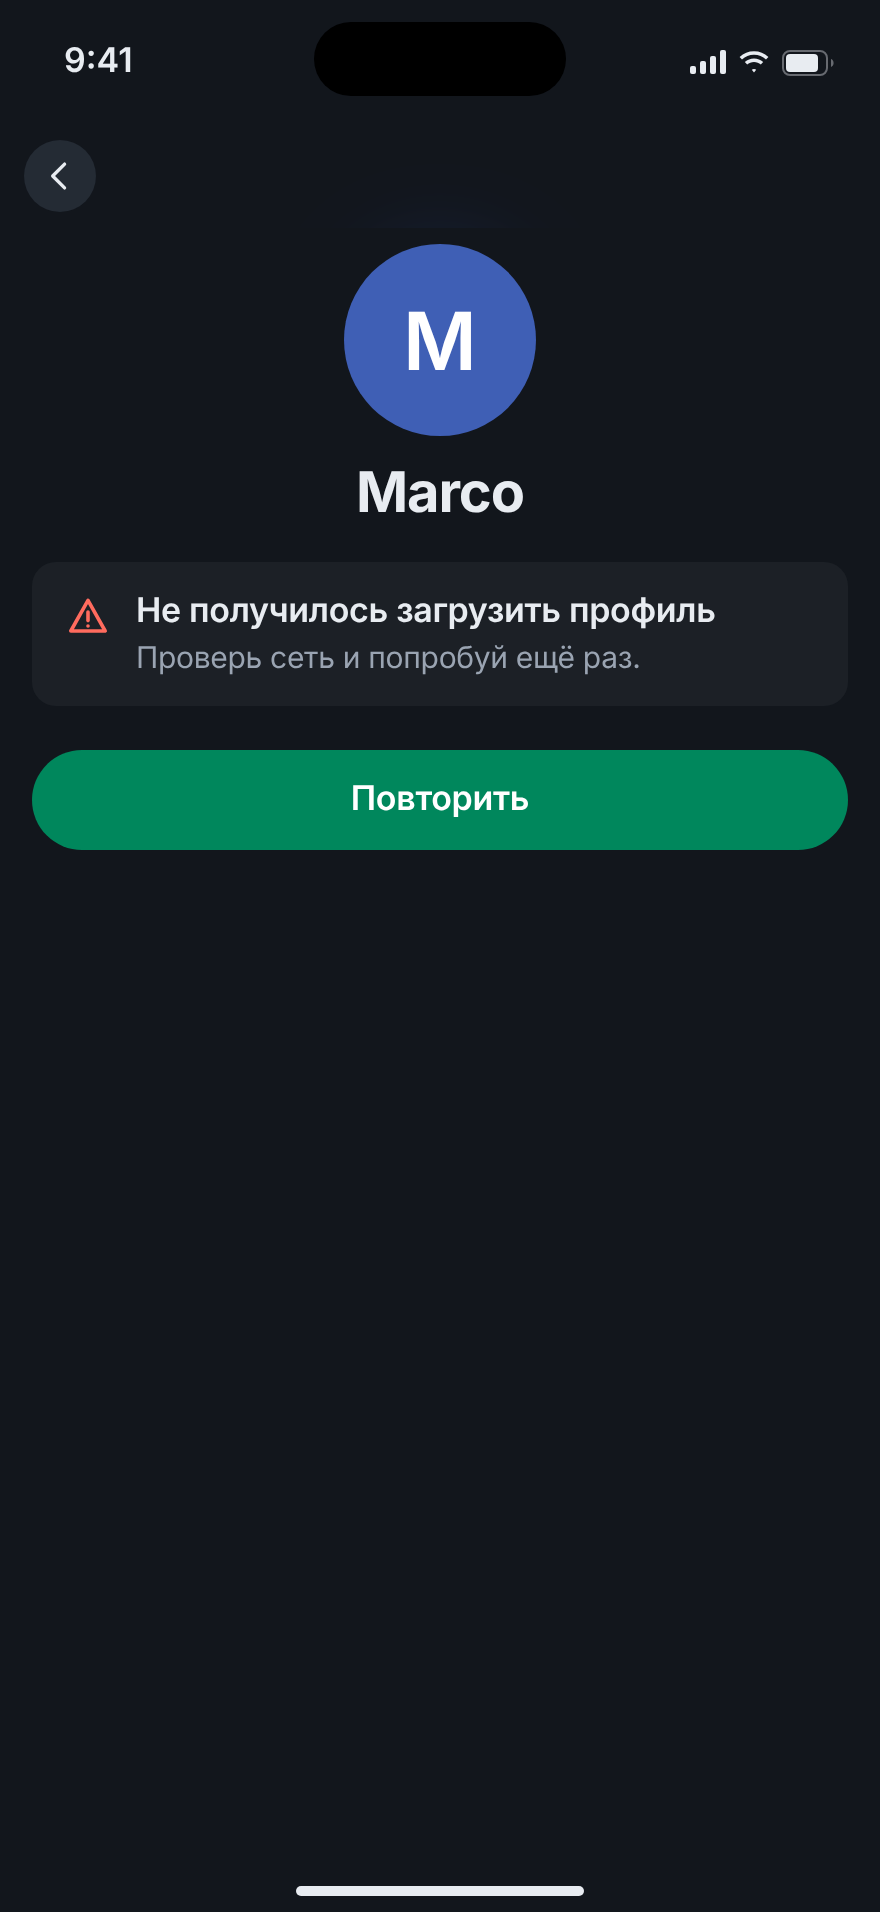 9:41
M
Marco
Не получилось загрузить профиль
Проверь сеть и попробуй ещё раз.
Повторить